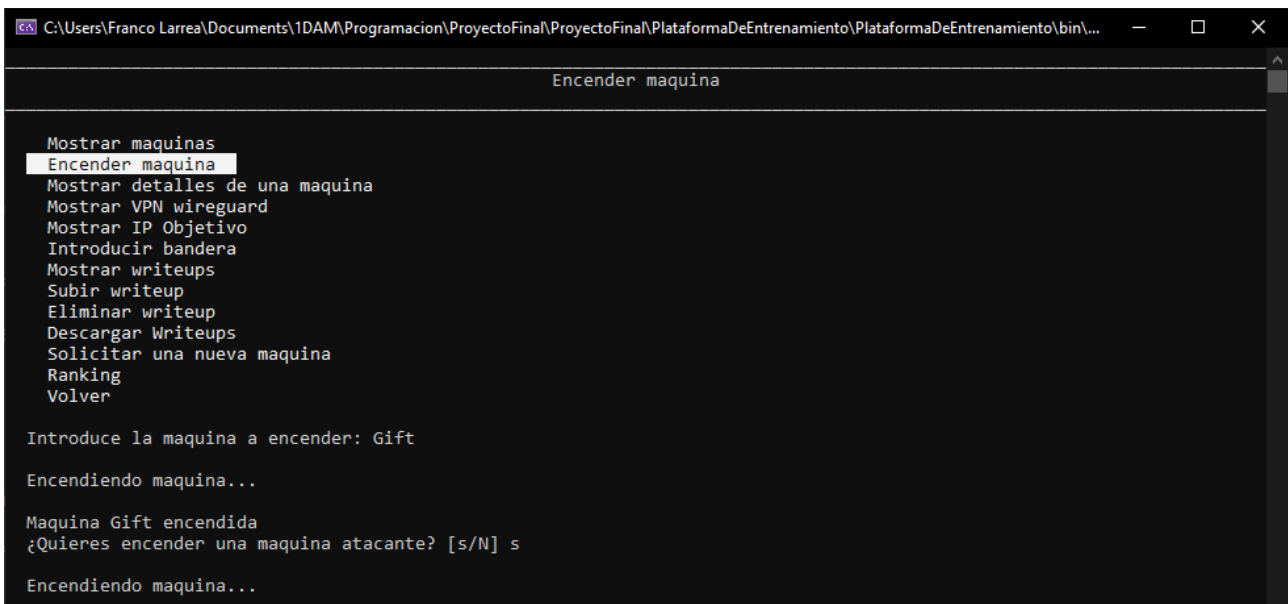 C:\Users\Franco Larrea\Documents\1DAM\Programacion\ProyectoFinal\ProyectoFinal\PlataformaDeEntrenamiento\PlataformaDeEntrenamiento\bin\...
Encender maquina
Mostrar maquinas
Encender maquina
Mostrar detalles de una maquina
Mostrar VPN wireguard
Mostrar IP Objetivo
Introducir bandera
Mostrar writeups
Subir writeup
Eliminar writeup
Descargar Writeups
Solicitar una nueva maquina
Ranking
Volver
Introduce la maquina a encender: Gift
Encendiendo maquina...
Maquina Gift encendida
¿Quieres encender una maquina atacante? [s/N] s
Encendiendo maquina...